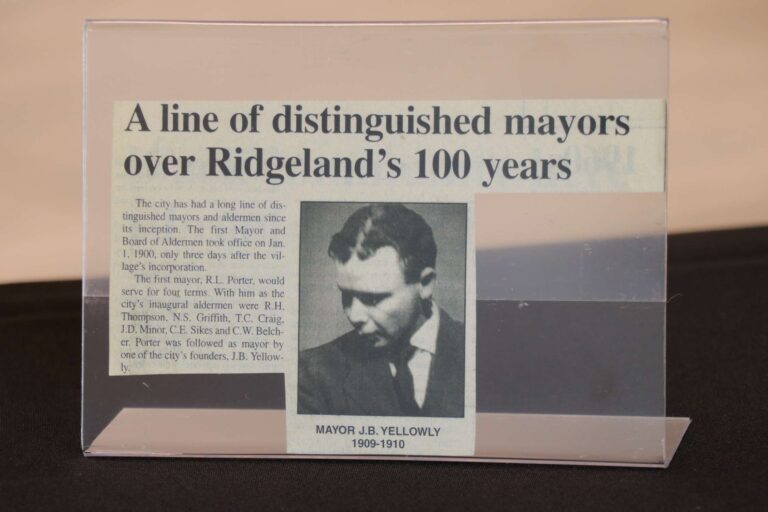 A line of distinguished mayors
over Ridgeland's 100 years
The city has had a long line of dis-
tinguished mayors and aldermen since
its inception. The first Mayor and
Board of Aldermen took office on Jan.
1, 1900, only three days after the vil-
lage's incorporation.
The first mayor, R.L. Porter, would
serve for four terms. With him as the
city's inaugural aldermen were R.H.
Thompson, N.S. Griffith, T.C. Craig,
J.D. Minor, C.E. Sikes and C.W. Belch-
er. Porter was followed as mayor by
one of the city's founders, J.B. Yellow-
ly.
MAYOR J.B. YELLOWLY
1909-1910